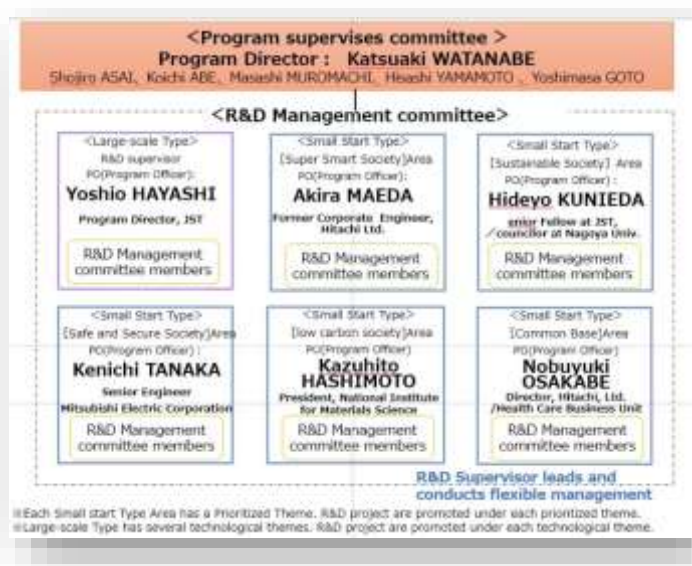 <Program supervises committee >
Program Director : Katsuaki WATANABE
Shojiro ASAI, Koichi ABE, Masashi MUROMACHI, Hisashi YAMAMOTO , Yoshimasa GOTO
<R&D Management committee>
<Large-scale Type>
R&D supervisor
PO(Program Officer):
Yoshio HAYASHI
Program Director, JST
R&D Management
committee members
<Small Start Type>
[Super Smart Society]Area
PO(Program Officer):
Akira MAEDA
Former Corporate Engineer,
Hitachi Ltd.
R&D Management
committee members
<Small Start Type>
[Sustainable Society] Area
PO(Program Officer) :
Hideyo KUNIEDA
enior Fellow at JST,
/councilor at Nagoya Univ.
R&D Management
committee members
<Small Start Type>
[Safe and Secure Society]Area
PO(Program Officer) :
Kenichi TANAKA
Senior Engineer
Mitsubishi Electric Corporation
R&D Management
committee members
<Small Start Type>
[low carbon society]Area
PO(Program Officer)
Kazuhito
HASHIMOTO
President, National Institute
for Materials Science
R&D Management
committee members
<Small Start Type>
[Common Base]Area
PO(Program Officer)
Nobuyuki
OSAKABE
Director, Hitachi, Ltd.
/Health Care Business Unit
R&D Management
committee members
R&D Supervisor leads and
conducts flexible management
※Each Small start Type Area has a Prioritized Theme. R&D project are promoted under each prioritized theme.
※Large-scale Type has several technological themes. R&D project are promoted under each technological theme.